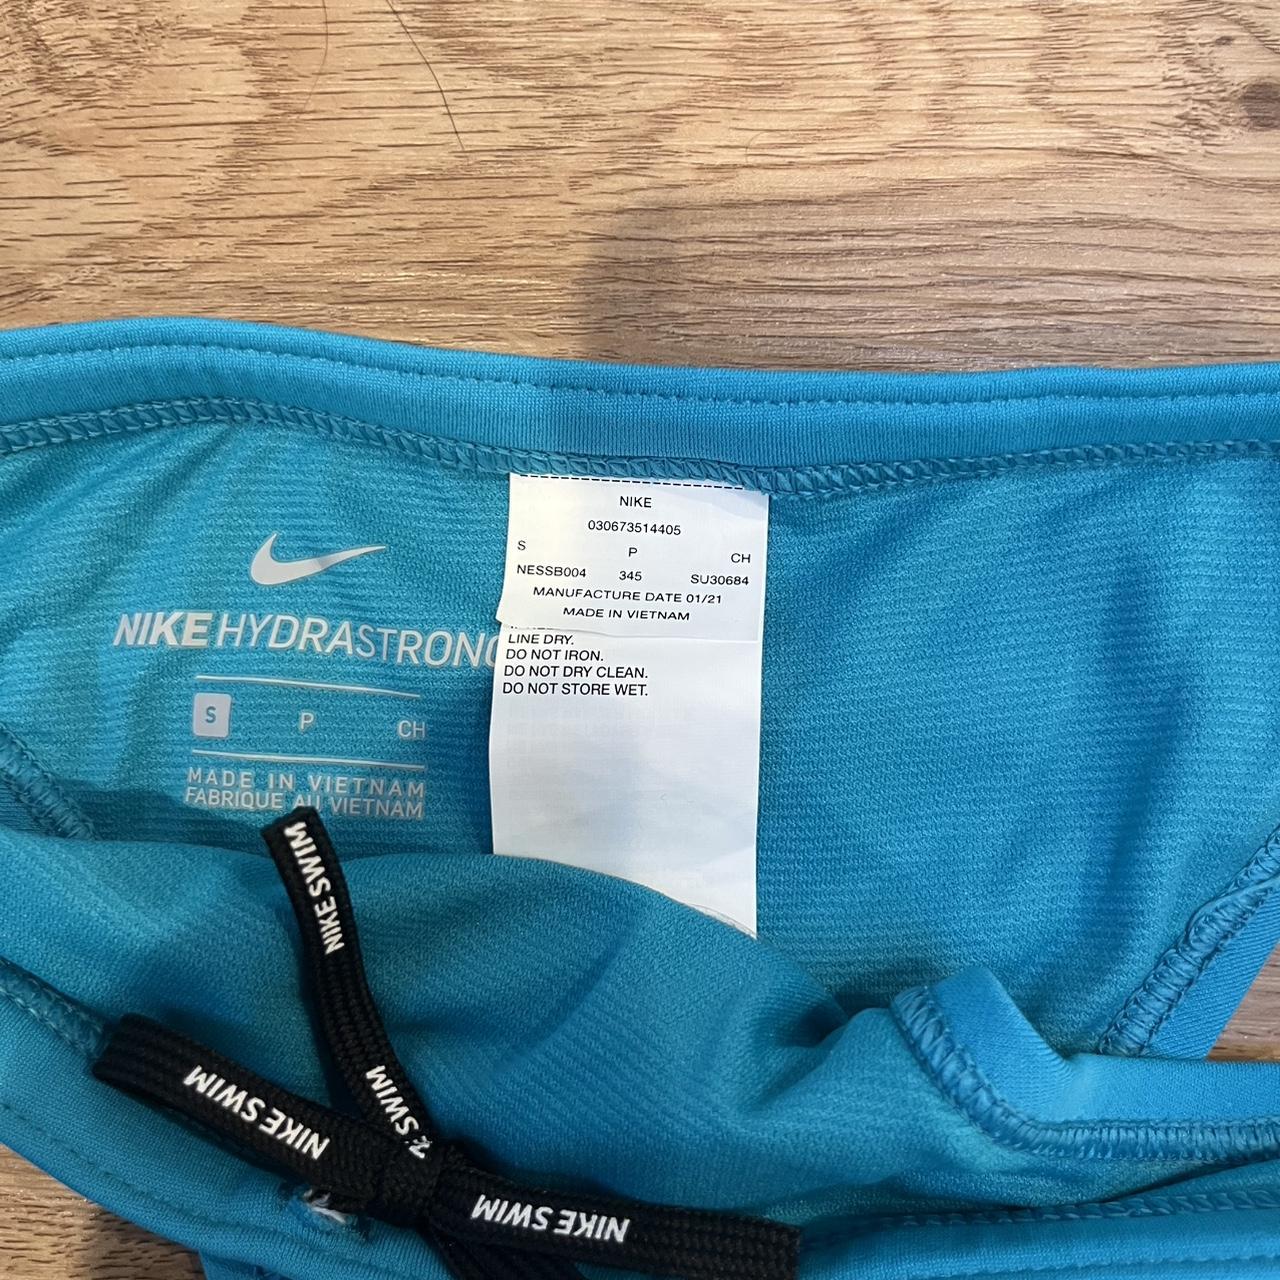 NIKE
030673514405
S P CH
NESSB004 345 SU30684
MANUFACTURE DATE 01/21
MADE IN VIETNAM
LINE DRY.
DO NOT IRON.
DO NOT DRY CLEAN.
DO NOT STORE WET.
NIKE HYDRASTRONG
S P CH
MADE IN VIETNAM
FABRIQUE AU VIETNAM
NIKE SWIM
SWIM
NIKE SWIM
NIKE SWIM